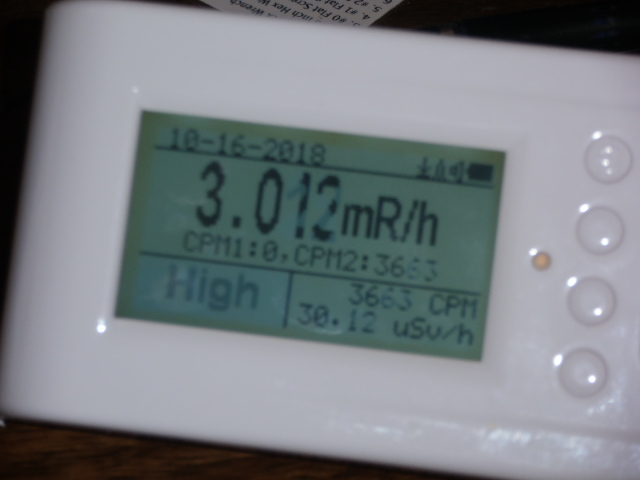 10-16-2018
3.012mR/h
CPM1:0,CPM2:3663
High
3663 CPM
30.12 uSv/h